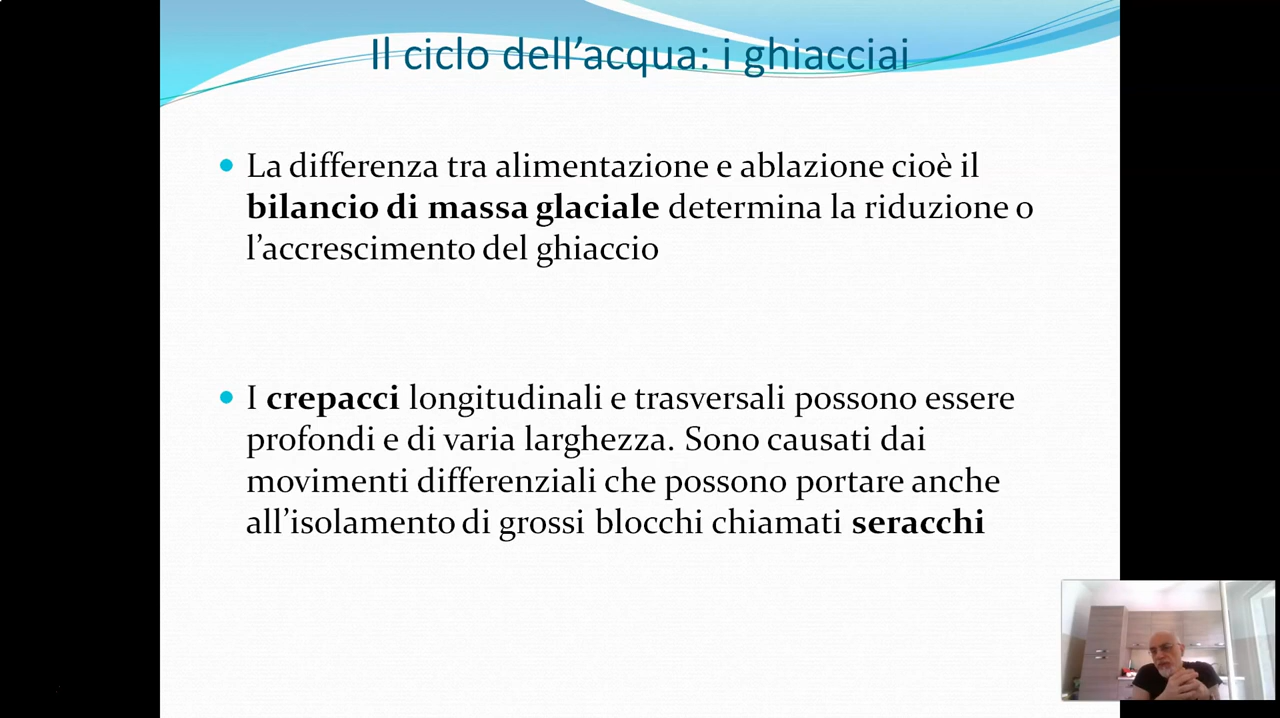 Il ciclo dell’acqua: i ghiacciai
La differenza tra alimentazione e ablazione cioè il
bilancio di massa glaciale determina la riduzione o
l’accrescimento del ghiaccio
I crepacci longitudinali e trasversali possono essere
profondi e di varia larghezza. Sono causati dai
movimenti differenziali che possono portare anche
all’isolamento di grossi blocchi chiamati seracchi